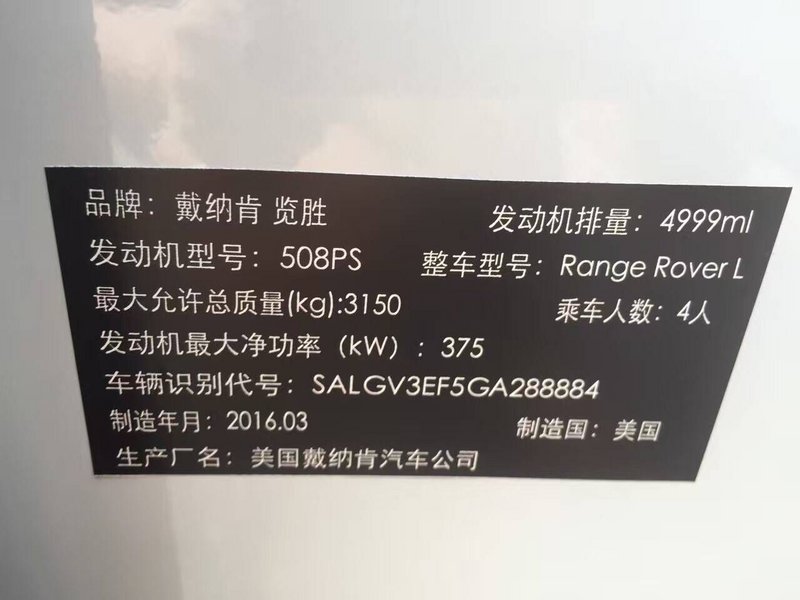 品牌：戴纳肯 览胜 发动机排量：4999ml
发动机型号：508PS 整车型号：Range Rover L
最大允许总质量(kg):3150 乘车人数：4人
发动机最大净功率（kW）：375
车辆识别代号：SALGV3EF5GA288884
制造年月：2016.03 制造国：美国
生产厂名：美国戴纳肯汽车公司